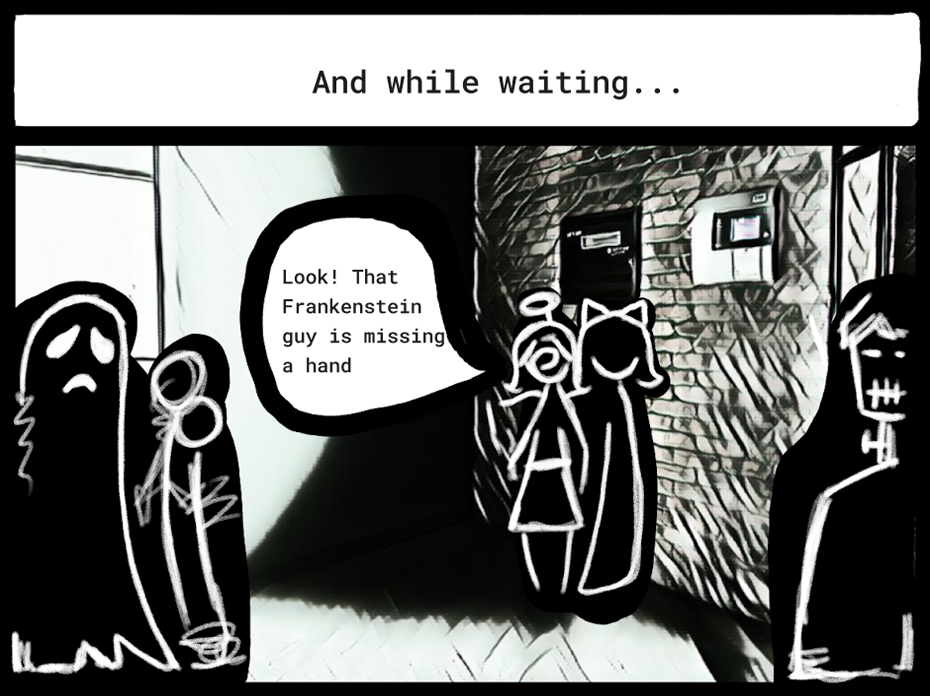 And while waiting...
Look! That
Frankenstein
guy is missing
a hand